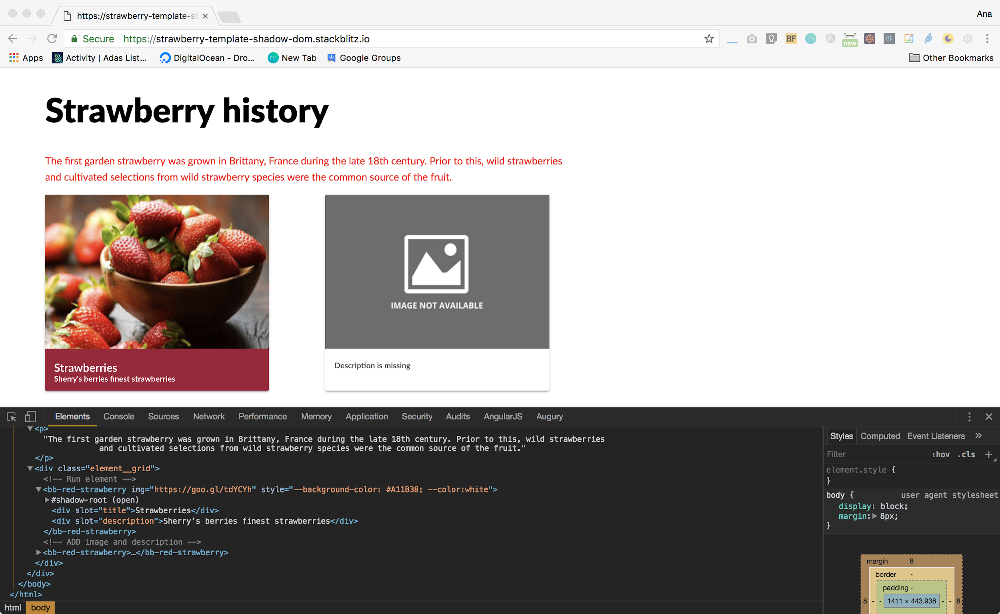 https://strawberry-template-sh
Ana
Secure
https://strawberry-template-shadow-dom.stackblitz.io
BF
m
new
Apps
&
Activity | Adas List...
DigitalOcean - Dro...
m
New Tab
Google Groups
Other Bookmarks
Strawberry history
The first garden strawberry was grown in Brittany, France during the late 18th century. Prior to this, wild strawberries
and cultivated selections from wild strawberry species were the common source of the fruit.
IMAGE NOT AVAILABLE
Strawberries
Sherry's berries finest strawberries
Description is missing
Elements Console Sources Network Performance Memory Application Security Audits AngularJS Augury
<p>
"The first garden strawberry was grown in Brittany, France during the late 18th century. Prior to this, wild strawberries
and cultivated selections from wild strawberry species were the common source of the fruit."
</p>
<div class="element__grid">
<!-- Run element -->
<bb-red-strawberry img="https://goo.gl/tdYCYh" style="--background-color: #A11B38; --color:white">
#shadow-root (open)
<div slot="title">Strawberries</div>
<div slot="description">Sherry's berries finest strawberries</div>
</bb-red-strawberry>
<!-- ADD image and description -->
<bb-red-strawberry>…</bb-red-strawberry>
</div>
</div>
</body>
</html>
html body
Styles Computed Event Listeners »
Filter :hov .cls +
element.style {
}
body { user agent stylesheet
display: block;
margin: 8px;
}
margin 8
border -
padding -
8 - - 1411 × 443.938 - - 8